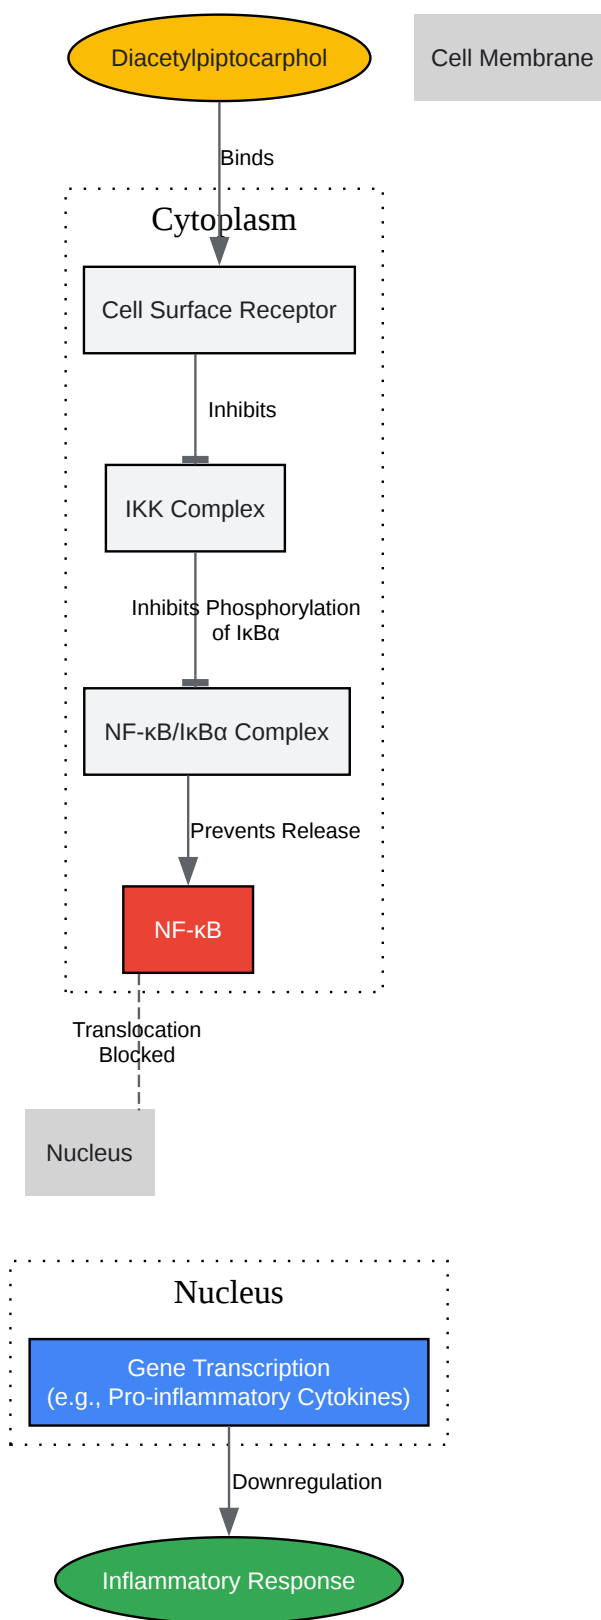 Diacetylpiptocarphol
Cell Membrane
Binds
Cytoplasm
Cell Surface Receptor
Inhibits
IKK Complex
Inhibits Phosphorylation
of IκBα
NF-κB/IκBα Complex
Prevents Release
NF-κB
Translocation
Blocked
Nucleus
Nucleus
Gene Transcription
(e.g., Pro-inflammatory Cytokines)
Downregulation
Inflammatory Response